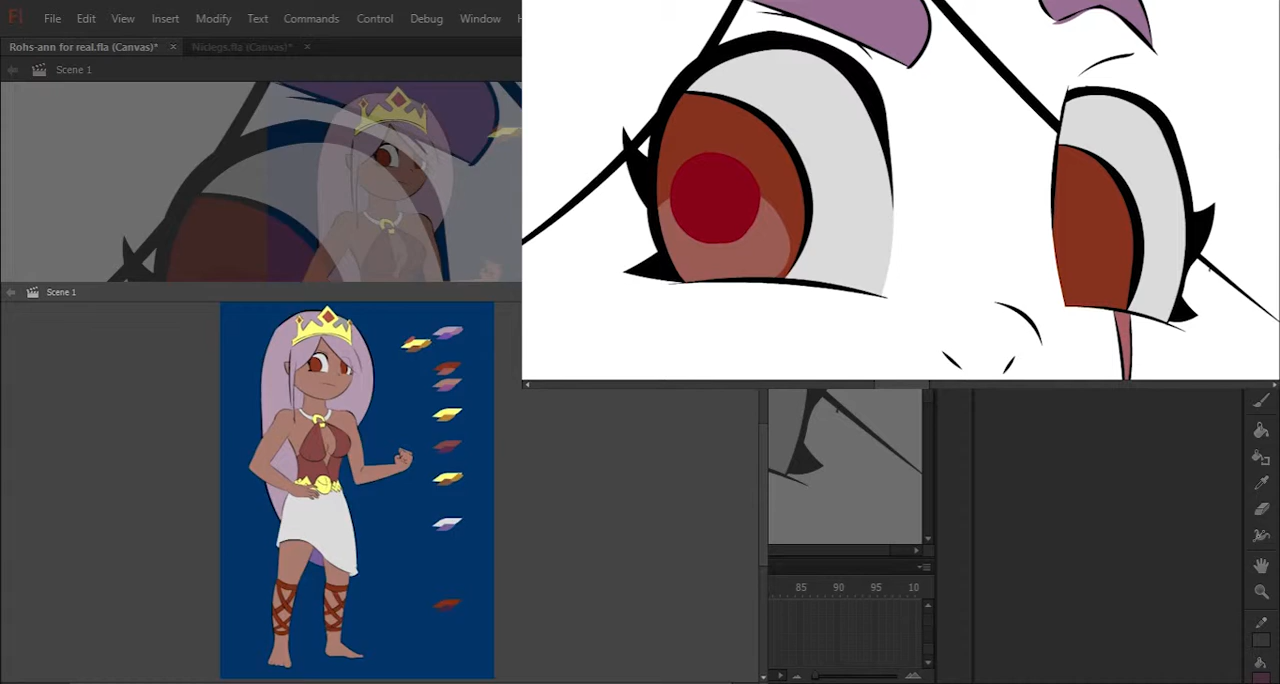 Fl File Edit View Insert Modify Text Commands Control Debug Window
Rohs-ann for real.fla (Canvas)* × Niclegs.fla (Canvas)* ×
Scene 1
Scene 1
85 90 95 10